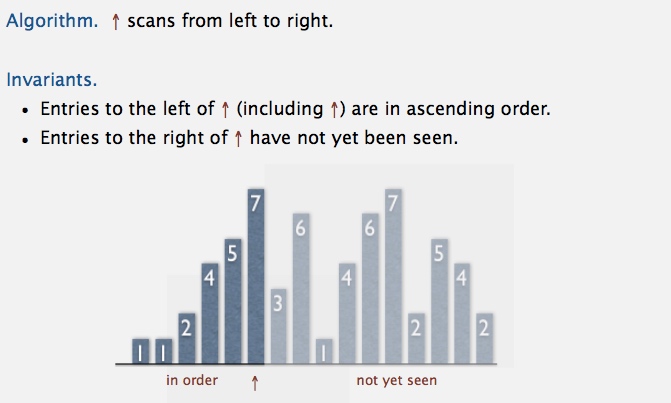 Algorithm. ↑ scans from left to right.
Invariants.
• Entries to the left of ↑ (including ↑) are in ascending order.
• Entries to the right of ↑ have not yet been seen.
1 1 2 4 5 7 3 6 1 4 6 7 2 5 4 2
in order ↑ not yet seen